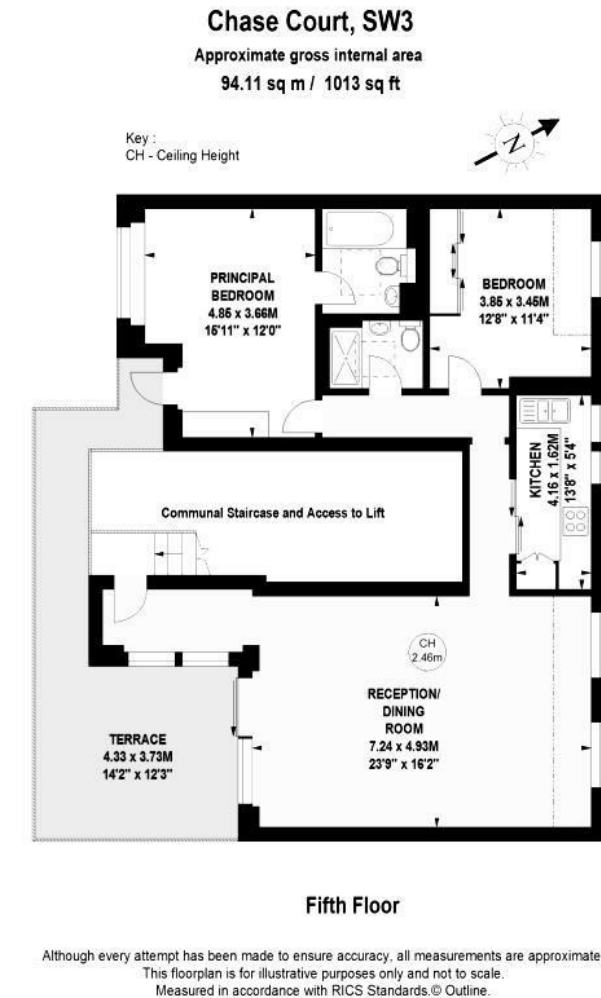 Chase Court, SW3
Approximate gross internal area
94.11 sq m / 1013 sq ft
Key :
CH - Ceiling Height
N
PRINCIPAL
BEDROOM
4.85 x 3.66M
15'11" x 12'0"
BEDROOM
3.85 x 3.45M
12'8" x 11'4"
KITCHEN
4.16 x 1.62M
13'8" x 5'4"
Communal Staircase and Access to Lift
CH
2.46m
RECEPTION/
DINING
ROOM
7.24 x 4.93M
23'9" x 16'2"
TERRACE
4.33 x 3.73M
14'2" x 12'3"
Fifth Floor
Although every attempt has been made to ensure accuracy, all measurements are approximate
This floorplan is for illustrative purposes only and not to scale.
Measured in accordance with RICS Standards.© Outline.